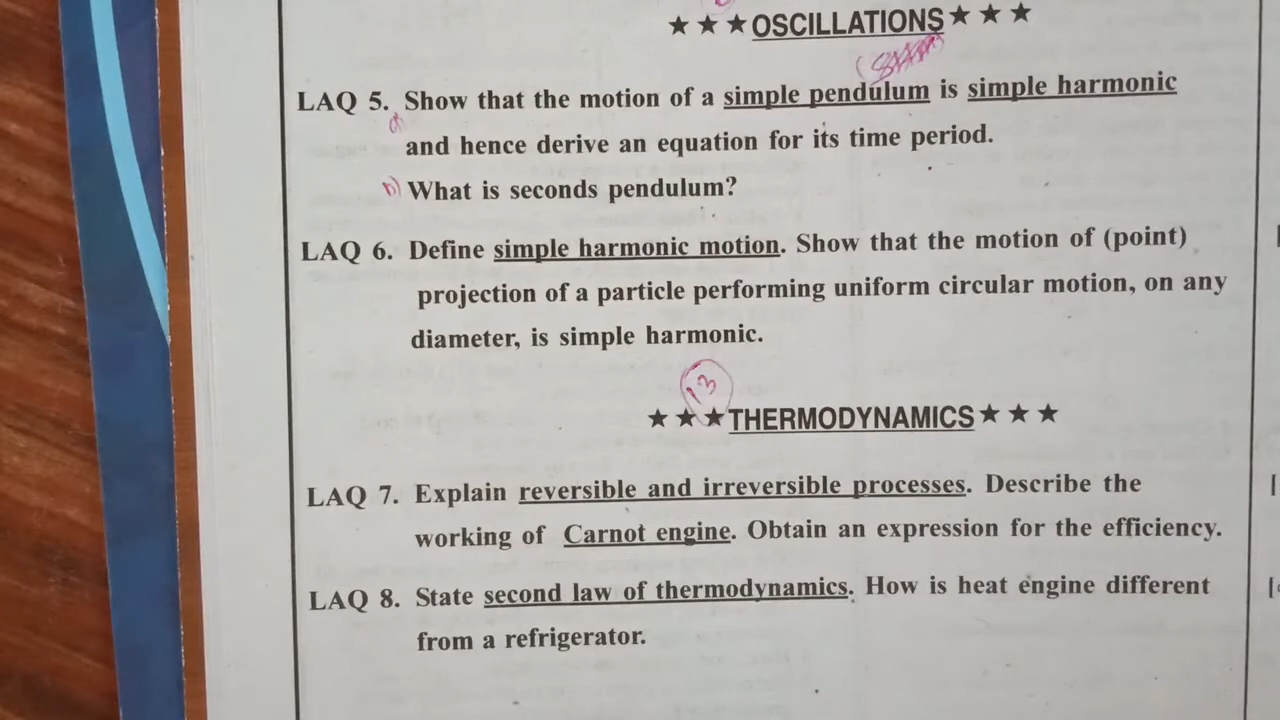 ★ ★ ★ OSCILLATIONS ★ ★ ★
LAQ 5. Show that the motion of a simple pendulum is simple harmonic
a)
and hence derive an equation for its time period.
b) What is seconds pendulum?
LAQ 6. Define simple harmonic motion. Show that the motion of (point)
projection of a particle performing uniform circular motion, on any
diameter, is simple harmonic.
13
★ ★ ★ THERMODYNAMICS ★ ★ ★
LAQ 7. Explain reversible and irreversible processes. Describe the
working of Carnot engine. Obtain an expression for the efficiency.
LAQ 8. State second law of thermodynamics. How is heat engine different
from a refrigerator.